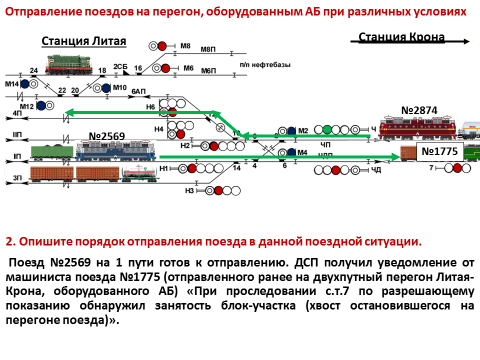 Отправление поездов на перегон, оборудованным АБ при различных условиях
Станция Литая
Станция Крона
М8
М8П
М6
М6П
п/п нефтебазы
24
18
2СБ
16
М14
22
20
М10
6АП
М12
Н6
4П
№2874
Н4
М2
Ч
IIП
№2569
Н2
ЧП
№1775
IП
М4
14
4
6
Н1
ЧД
7
3П
Н3
2. Опишите порядок отправления поезда в данной поездной ситуации.
Поезд №2569 на 1 пути готов к отправлению. ДСП получил уведомление от
машиниста поезда №1775 (отправленного ранее на двухпутный перегон Литая-
Крона, оборудованного АБ) «При проследовании с.т.7 по разрешающему
показанию обнаружил занятость блок-участка (хвост остановившегося на
перегоне поезда)».